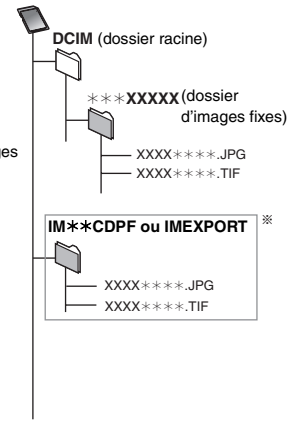 DCIM (dossier racine)
∗∗∗XXXXX (dossier
d'images fixes)
ges
XXXX∗∗∗∗.JPG
XXXX∗∗∗∗.TIF
IM∗∗CDPF ou IMEXPORT ※
XXXX∗∗∗∗.JPG
XXXX∗∗∗∗.TIF